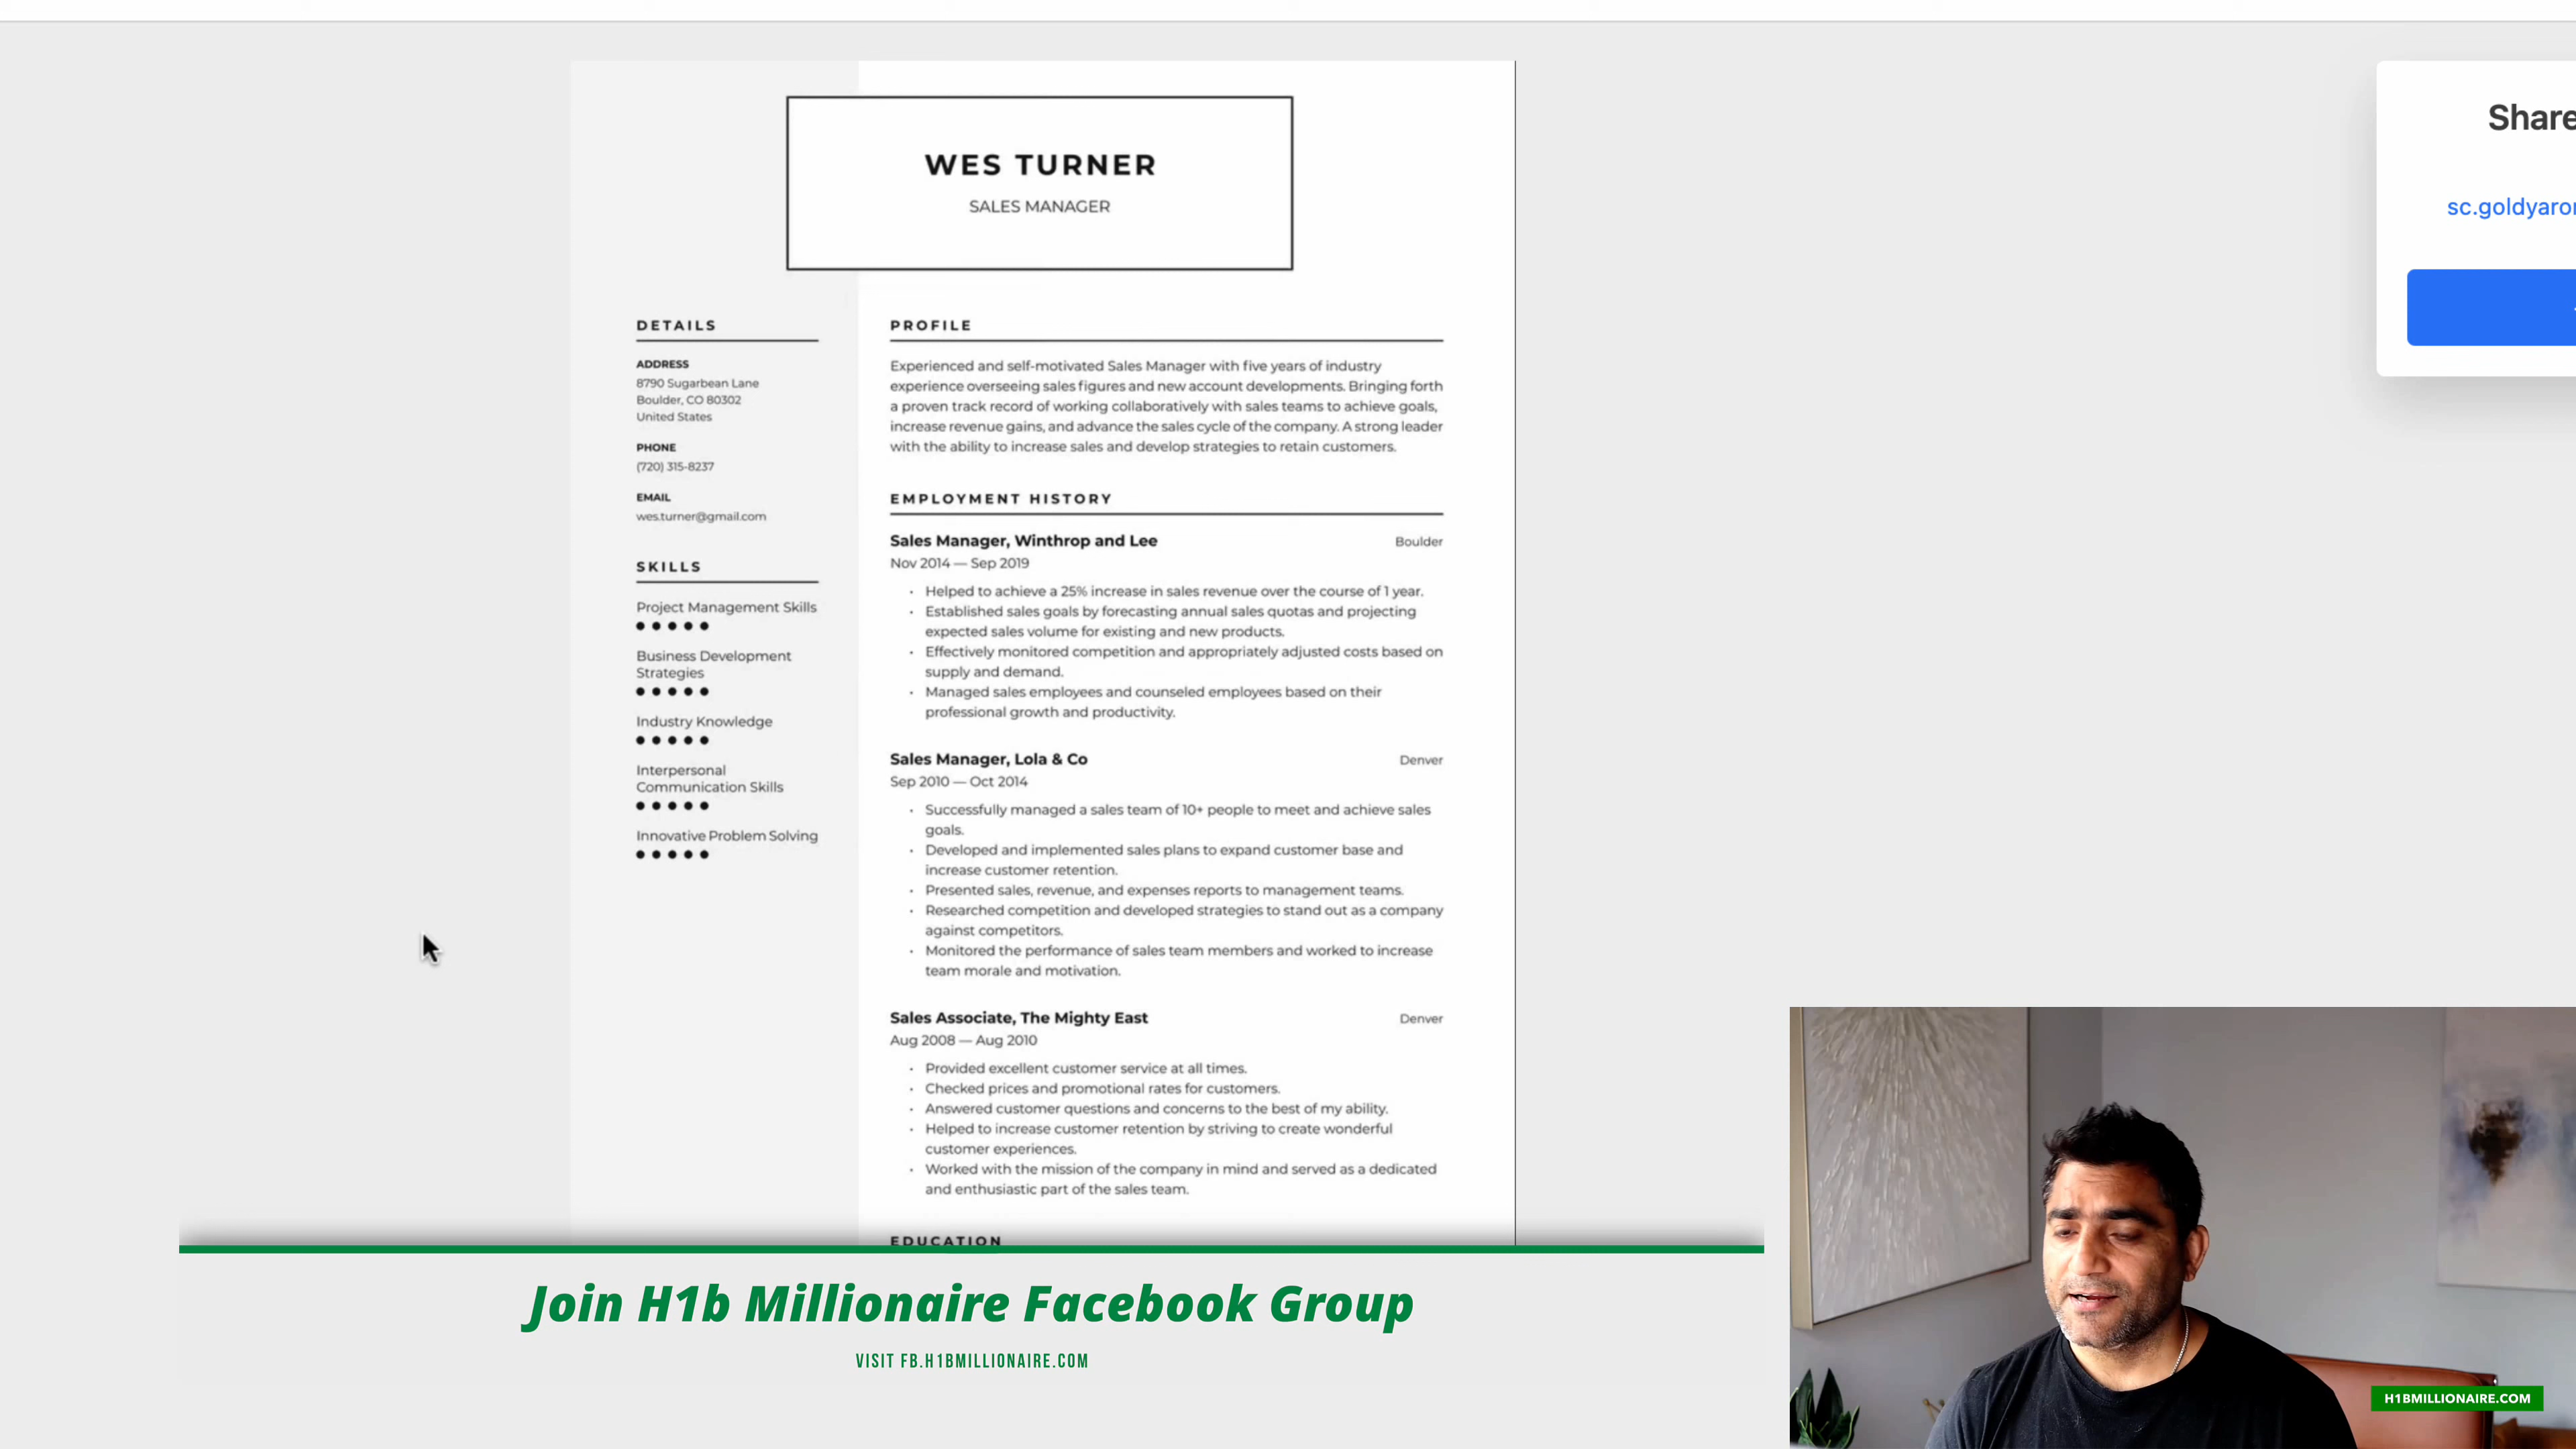 WES TURNER
SALES MANAGER
DETAILS
ADDRESS
8790 Sugarbean Lane
Boulder, CO 80302
United States
PHONE
(720) 315-8237
EMAIL
wes.turner@gmail.com
SKILLS
Project Management Skills
Business Development
Strategies
Industry Knowledge
Interpersonal
Communication Skills
Innovative Problem Solving
PROFILE
Experienced and self-motivated Sales Manager with five years of industry
experience overseeing sales figures and new account developments. Bringing forth
a proven track record of working collaboratively with sales teams to achieve goals,
increase revenue gains, and advance the sales cycle of the company. A strong leader
with the ability to increase sales and develop strategies to retain customers.
EMPLOYMENT HISTORY
Sales Manager, Winthrop and Lee
Boulder
Nov 2014 — Sep 2019
• Helped to achieve a 25% increase in sales revenue over the course of 1 year.
• Established sales goals by forecasting annual sales quotas and projecting
expected sales volume for existing and new products.
• Effectively monitored competition and appropriately adjusted costs based on
supply and demand.
• Managed sales employees and counseled employees based on their
professional growth and productivity.
Sales Manager, Lola & Co
Denver
Sep 2010 — Oct 2014
• Successfully managed a sales team of 10+ people to meet and achieve sales
goals.
• Developed and implemented sales plans to expand customer base and
increase customer retention.
• Presented sales, revenue, and expenses reports to management teams.
• Researched competition and developed strategies to stand out as a company
against competitors.
• Monitored the performance of sales team members and worked to increase
team morale and motivation.
Sales Associate, The Mighty East
Denver
Aug 2008 — Aug 2010
• Provided excellent customer service at all times.
• Checked prices and promotional rates for customers.
• Answered customer questions and concerns to the best of my ability.
• Helped to increase customer retention by striving to create wonderful
customer experiences.
• Worked with the mission of the company in mind and served as a dedicated
and enthusiastic part of the sales team.
EDUCATION
Share
sc.goldyaro
Join H1b Millionaire Facebook Group
VISIT FB.H1BMILLIONAIRE.COM
H1BMILLIONAIRE.COM